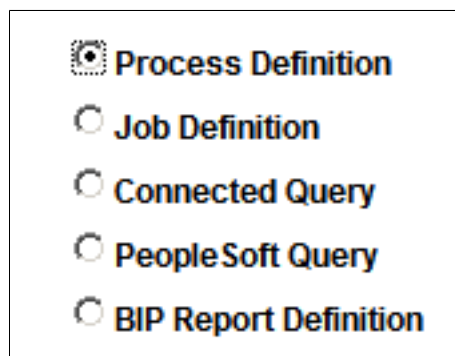 Process Definition
Job Definition
Connected Query
PeopleSoft Query
BIP Report Definition